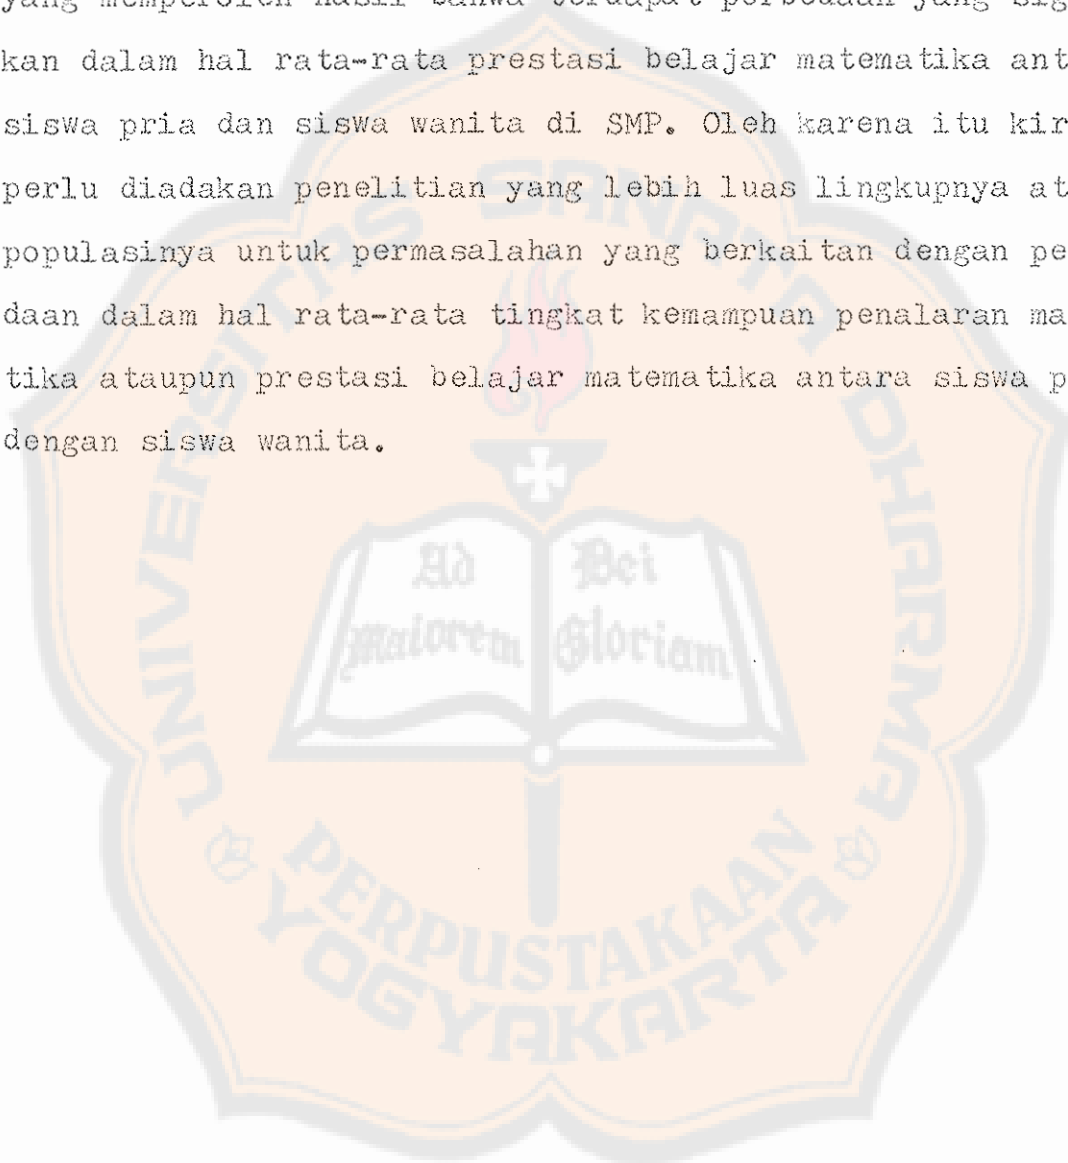 yang memperoleh hasil bahwa terdapat perbedaan yang sig
kan dalam hal rata-rata prestasi belajar matematika ant
siswa pria dan siswa wanita di SMP. Oleh karena itu kir
perlu diadakan penelitian yang lebih luas lingkupnya at
populasinya untuk permasalahan yang berkaitan dengan pe
daan dalam hal rata-rata tingkat kemampuan penalaran ma
tika ataupun prestasi belajar matematika antara siswa p
dengan siswa wanita.
UNIVERSITAS SANATA DHARMA
Ad Dei
maiorem Gloriam
PERPUSTAKAAN
YOGYAKARTA